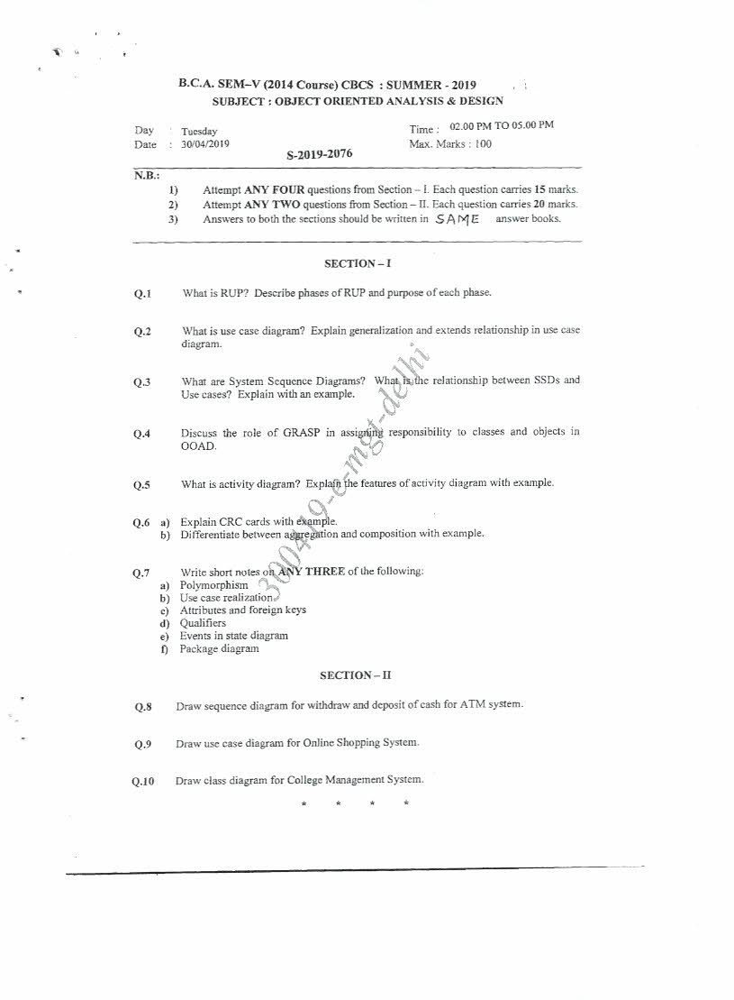 B.C.A. SEM–V (2014 Course) CBCS : SUMMER - 2019
SUBJECT : OBJECT ORIENTED ANALYSIS & DESIGN
Day : Tuesday
Time : 02.00 PM TO 05.00 PM
Date : 30/04/2019
Max. Marks : 100
S-2019-2076
N.B.:
1) Attempt ANY FOUR questions from Section – I. Each question carries 15 marks.
2) Attempt ANY TWO questions from Section – II. Each question carries 20 marks.
3) Answers to both the sections should be written in SAME answer books.
SECTION – I
Q.1 What is RUP? Describe phases of RUP and purpose of each phase.
Q.2 What is use case diagram? Explain generalization and extends relationship in use case
diagram.
Q.3 What are System Sequence Diagrams? What is the relationship between SSDs and
Use cases? Explain with an example.
Q.4 Discuss the role of GRASP in assigning responsibility to classes and objects in
OOAD.
Q.5 What is activity diagram? Explain the features of activity diagram with example.
Q.6 a) Explain CRC cards with example.
b) Differentiate between aggregation and composition with example.
Q.7 Write short notes on ANY THREE of the following:
a) Polymorphism
b) Use case realization
c) Attributes and foreign keys
d) Qualifiers
e) Events in state diagram
f) Package diagram
300419-e-mgt-delhi
SECTION – II
Q.8 Draw sequence diagram for withdraw and deposit of cash for ATM system.
Q.9 Draw use case diagram for Online Shopping System.
Q.10 Draw class diagram for College Management System.
* * * *